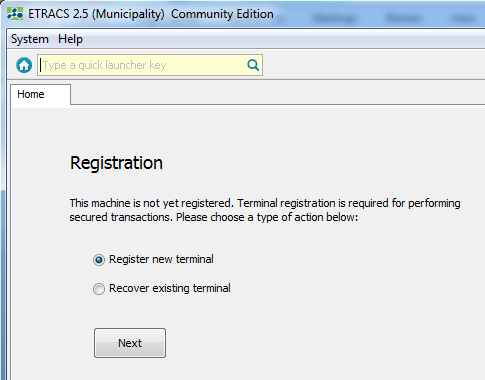 ETRACS 2.5 (Municipality) Community Edition
System Help
Type a quick launcher key
Home
Registration
This machine is not yet registered. Terminal registration is required for performing
secured transactions. Please choose a type of action below:
Register new terminal
Recover existing terminal
Next